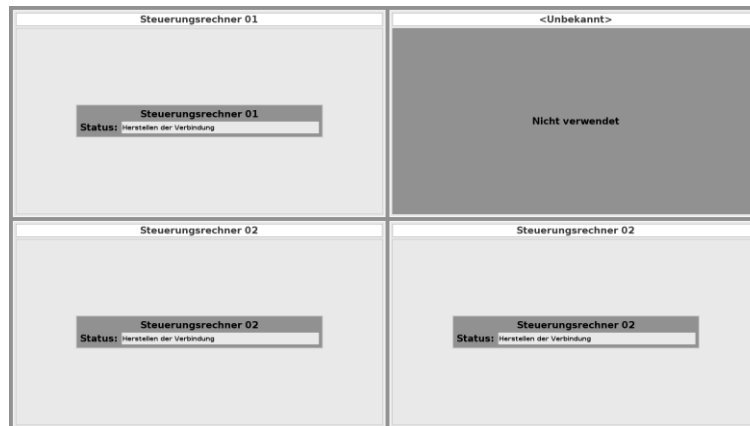 Steuerungsrechner 01
<Unbekannt>
Steuerungsrechner 01
Status: Herstellen der Verbindung
Nicht verwendet
Steuerungsrechner 02
Steuerungsrechner 02
Steuerungsrechner 02
Status: Herstellen der Verbindung
Steuerungsrechner 02
Status: Herstellen der Verbindung